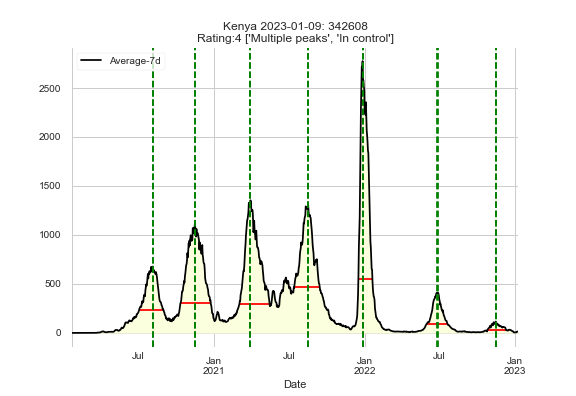 Kenya 2023-01-09: 342608
Rating:4 ['Multiple peaks', 'In control']
Average-7d
2500
2000
1500
1000
500
0
Jul Jan Jul Jan Jul Jan
2021 2022 2023
Date